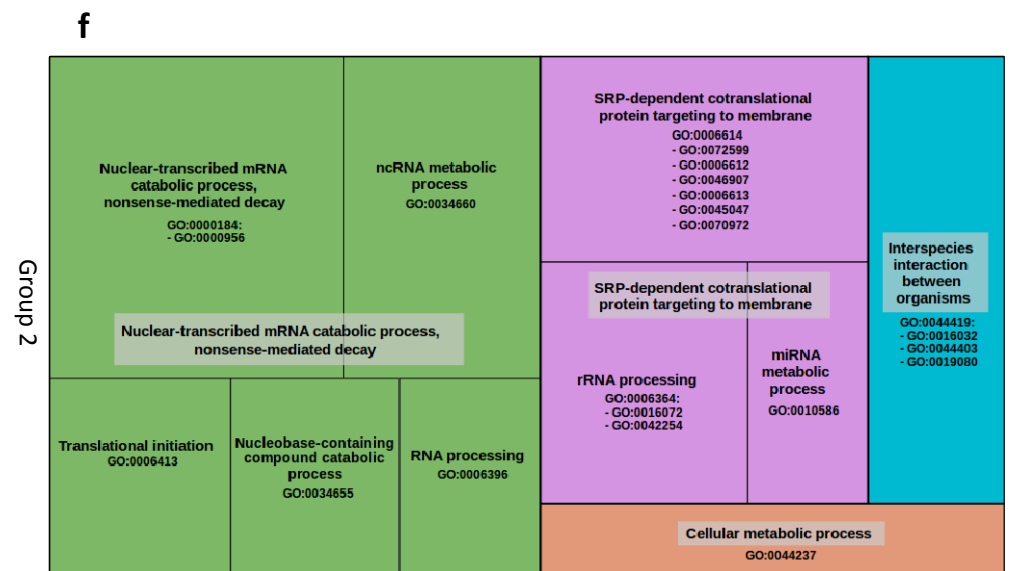 f
Group 2
Nuclear-transcribed mRNA
catabolic process,
nonsense-mediated decay
GO:0000184:
- GO:0000956
ncRNA metabolic
process
GO:0034660
Nuclear-transcribed mRNA catabolic process,
nonsense-mediated decay
Translational initiation
GO:0006413
Nucleobase-containing
compound catabolic
process
GO:0034655
RNA processing
GO:0006396
SRP-dependent cotranslational
protein targeting to membrane
GO:0006614
- GO:0072599
- GO:0006612
- GO:0046907
- GO:0006613
- GO:0045047
- GO:0070972
SRP-dependent cotranslational
protein targeting to membrane
rRNA processing
GO:0006364:
- GO:0016072
- GO:0042254
miRNA
metabolic
process
GO:0010586
Interspecies
interaction
between
organisms
GO:0044419:
- GO:0016032
- GO:0044403
- GO:0019080
Cellular metabolic process
GO:0044237